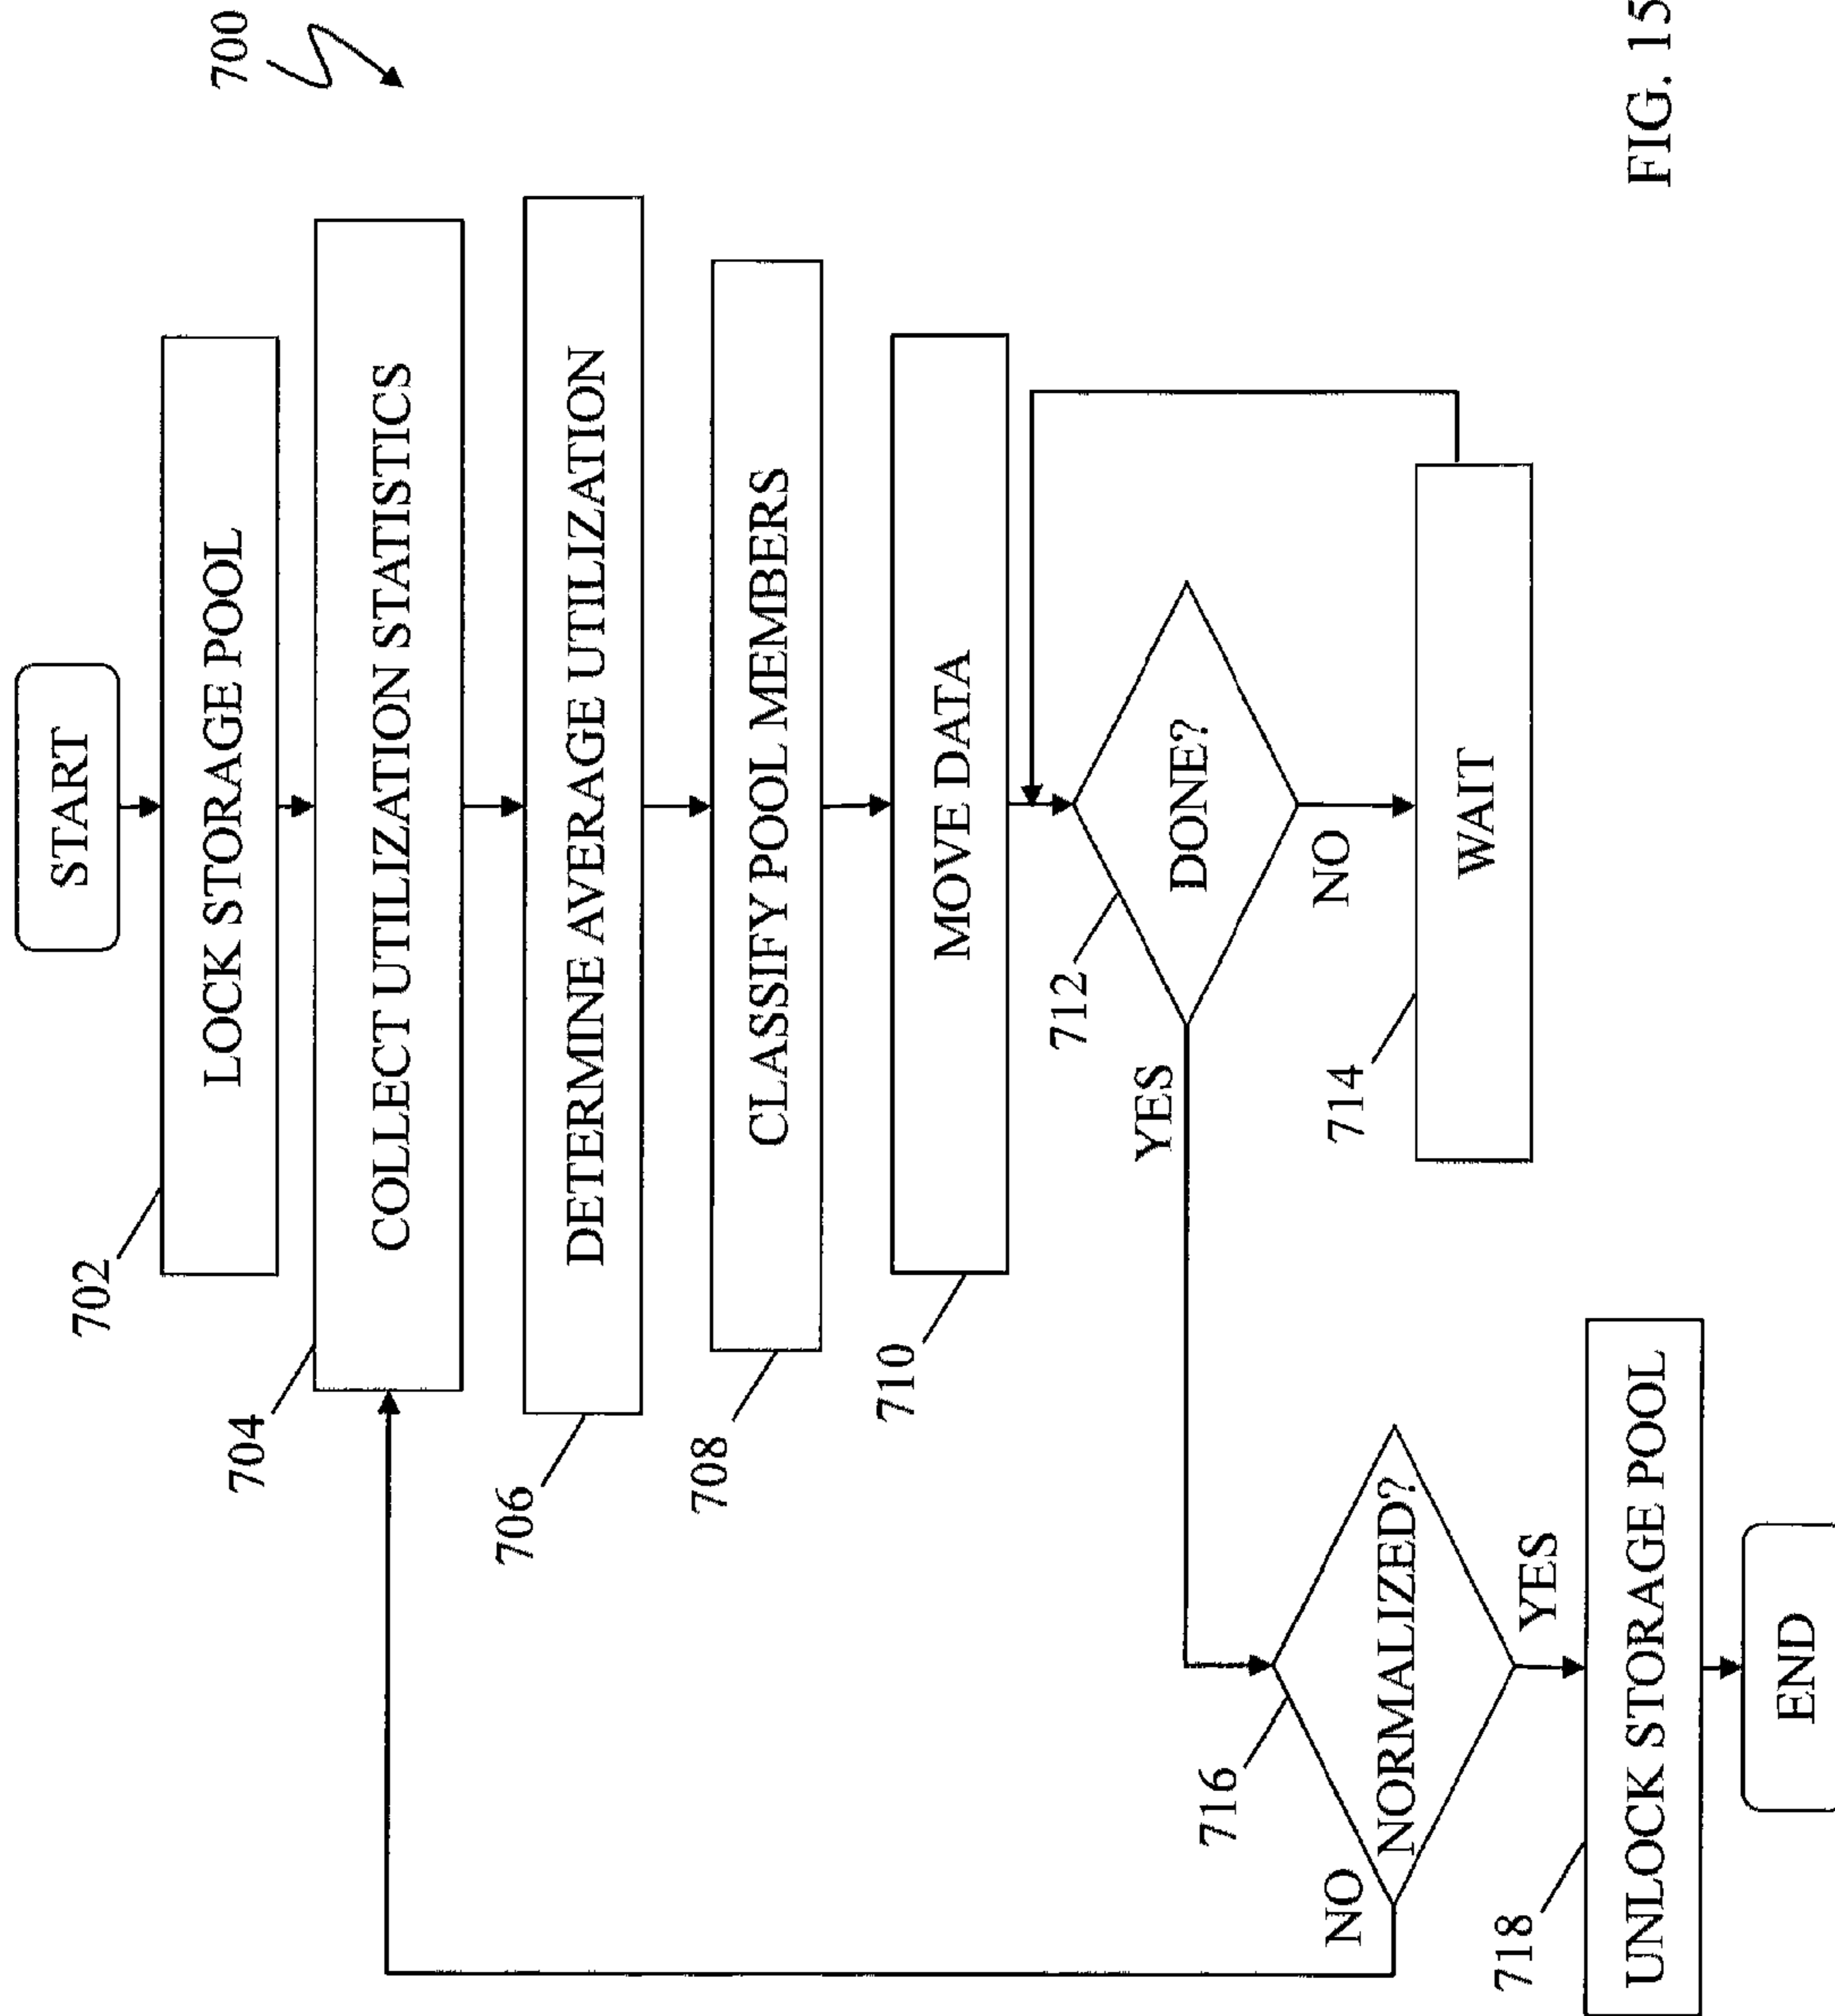 700
START
702
LOCK STORAGE POOL
704
COLLECT UTILIZATION STATISTICS
706
DETERMINE AVERAGE UTILIZATION
708
CLASSIFY POOL MEMBERS
710
MOVE DATA
712
DONE?
YES
NO
714
WAIT
716
NORMALIZED?
NO
YES
718
UNLOCK STORAGE POOL
END
FIG. 15